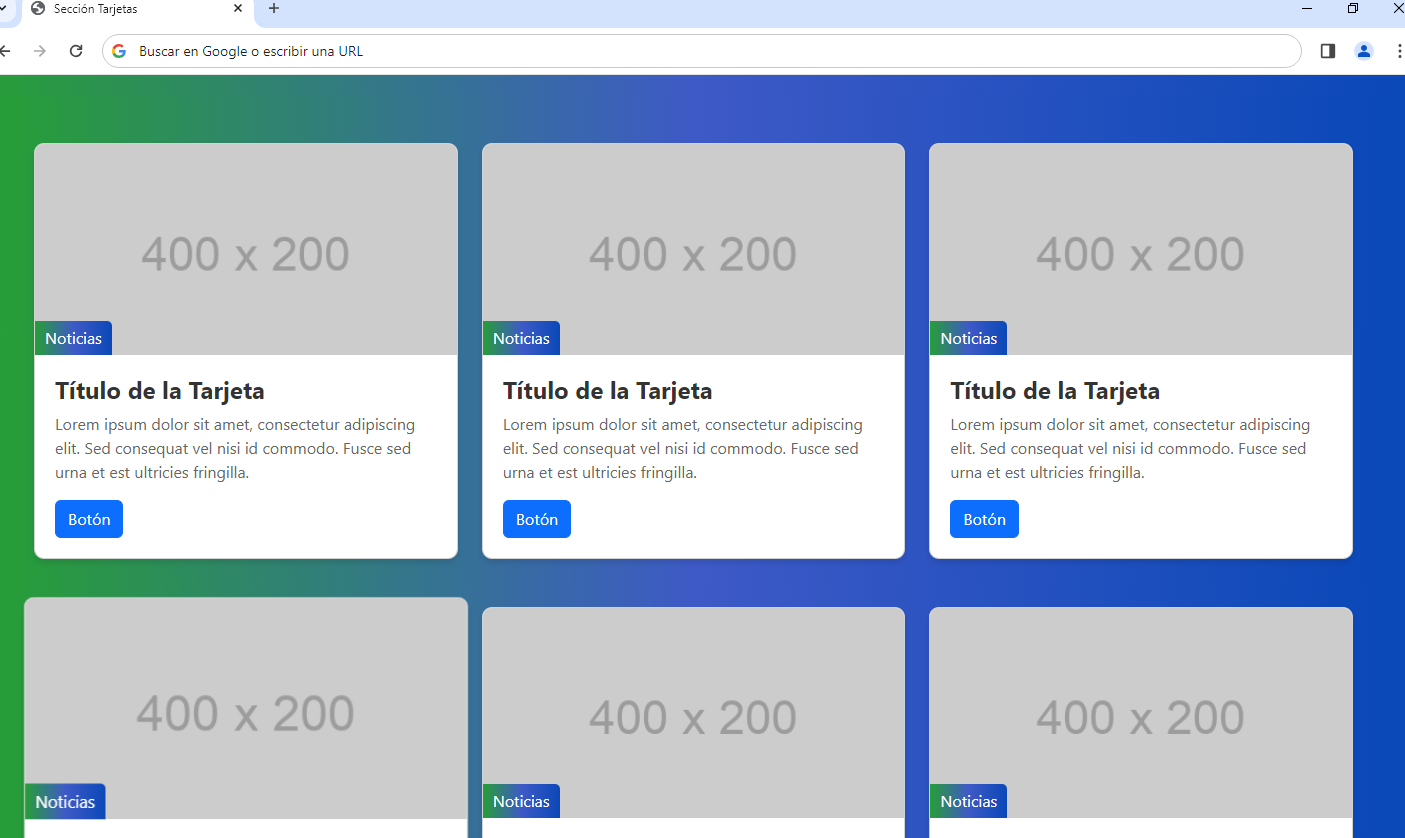 Sección Tarjetas
Buscar en Google o escribir una URL
400 x 200
400 x 200
400 x 200
Noticias
Noticias
Noticias
Título de la Tarjeta
Lorem ipsum dolor sit amet, consectetur adipiscing
elit. Sed consequat vel nisi id commodo. Fusce sed
urna et est ultricies fringilla.
Botón
Título de la Tarjeta
Lorem ipsum dolor sit amet, consectetur adipiscing
elit. Sed consequat vel nisi id commodo. Fusce sed
urna et est ultricies fringilla.
Botón
Título de la Tarjeta
Lorem ipsum dolor sit amet, consectetur adipiscing
elit. Sed consequat vel nisi id commodo. Fusce sed
urna et est ultricies fringilla.
Botón
400 x 200
400 x 200
400 x 200
Noticias
Noticias
Noticias